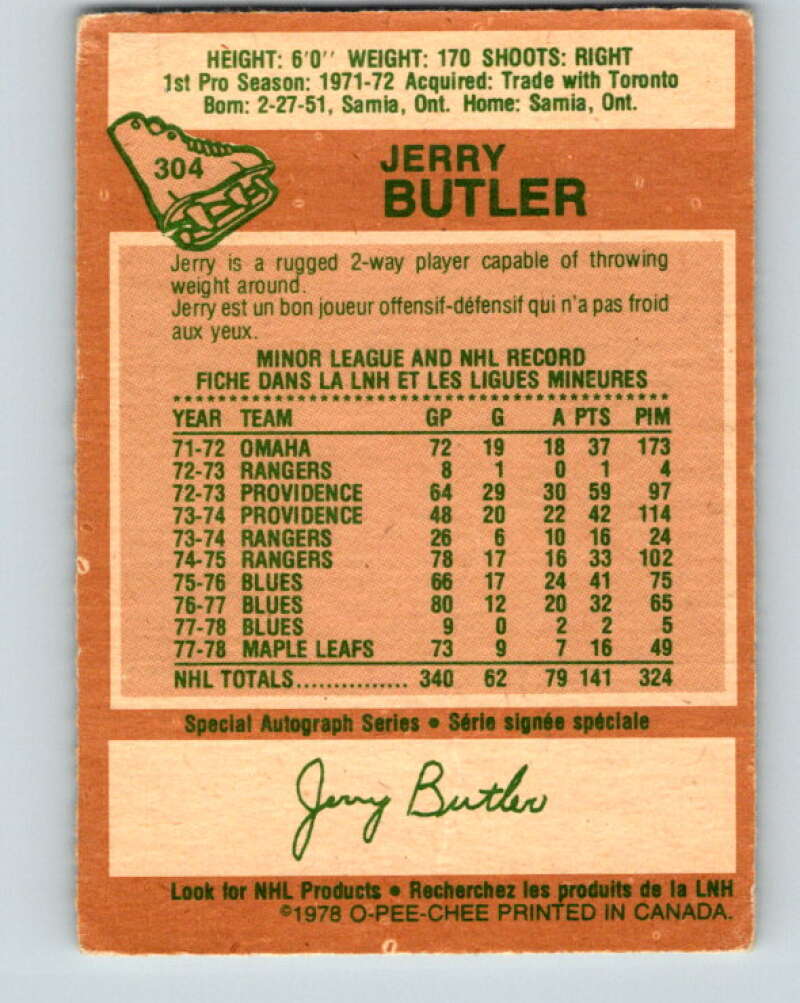 HEIGHT: 6'0'' WEIGHT: 170 SHOOTS: RIGHT
1st Pro Season: 1971-72 Acquired: Trade with Toronto
Born: 2-27-51, Sarnia, Ont. Home: Sarnia, Ont.
304
JERRY
BUTLER
Jerry is a rugged 2-way player capable of throwing
weight around.
Jerry est un bon joueur offensif-défensif qui n'a pas froid
aux yeux.
MINOR LEAGUE AND NHL RECORD
FICHE DANS LA LNH ET LES LIGUES MINEURES
YEAR TEAM GP G A PTS PIM
71-72 OMAHA 72 19 18 37 173
72-73 RANGERS 8 1 0 1 4
72-73 PROVIDENCE 64 29 30 59 97
73-74 PROVIDENCE 48 20 22 42 114
73-74 RANGERS 26 6 10 16 24
74-75 RANGERS 78 17 16 33 102
75-76 BLUES 66 17 24 41 75
76-77 BLUES 80 12 20 32 65
77-78 BLUES 9 0 2 2 5
77-78 MAPLE LEAFS 73 9 7 16 49
NHL TOTALS............... 340 62 79 141 324
Special Autograph Series • Série signée spéciale
Jerry Butler
Look for NHL Products • Recherchez les produits de la LNH
©1978 O-PEE-CHEE PRINTED IN CANADA.